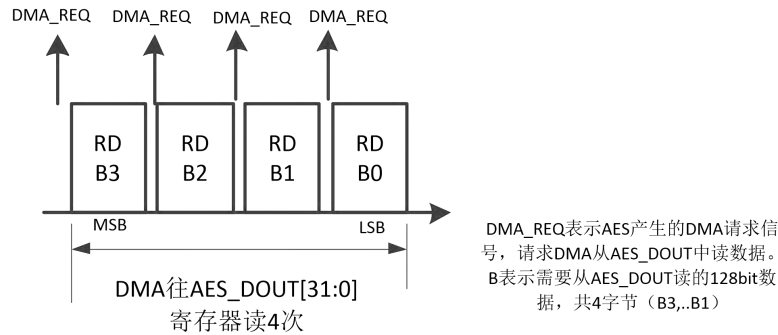 DMA_REQ DMA_REQ DMA_REQ DMA_REQ
RD RD RD RD
B3 B2 B1 B0
MSB LSB
DMA往AES_DOUT[31:0]
寄存器读4次
DMA_REQ表示AES产生的DMA请求信
号，请求DMA从AES_DOUT中读数据。
B表示需要从AES_DOUT读的128bit数
据，共4字节（B3,..B1）